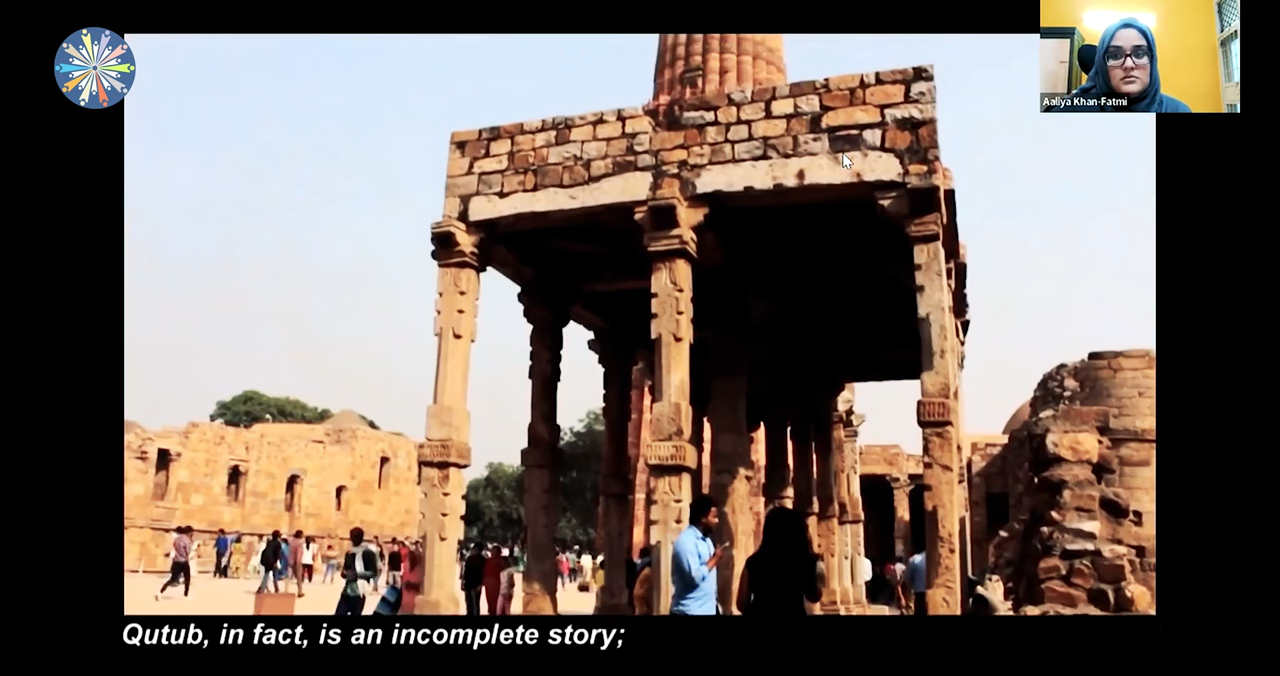 Aaliya Khan-Fatmi
Qutub, in fact, is an incomplete story;